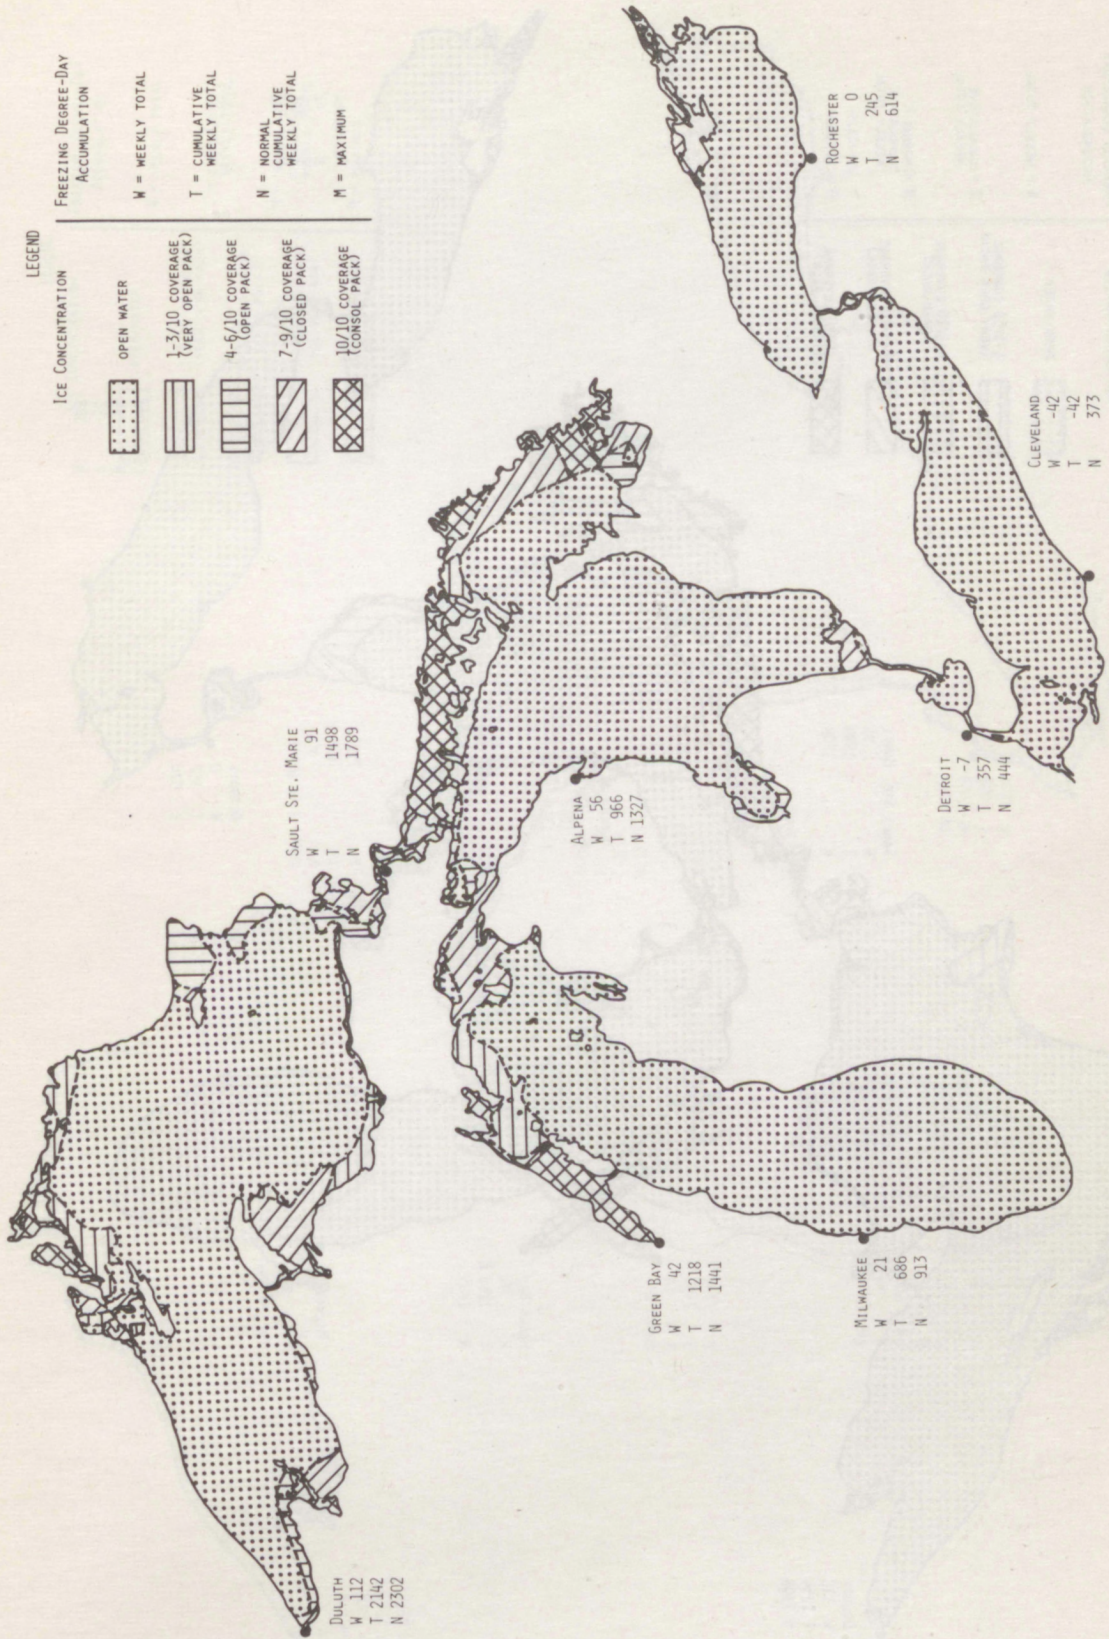 LEGEND
ICE CONCENTRATION
OPEN WATER
1-3/10 COVERAGE
(VERY OPEN PACK)
4-6/10 COVERAGE
(OPEN PACK)
7-9/10 COVERAGE
(CLOSED PACK)
10/10 COVERAGE
(CONSOL PACK)
FREEZING DEGREE-DAY
ACCUMULATION
W = WEEKLY TOTAL
T = CUMULATIVE
WEEKLY TOTAL
N = NORMAL
CUMULATIVE
WEEKLY TOTAL
M = MAXIMUM
DULUTH
W 112
T 2142
N 2302
SAULT STE. MARIE
W 91
T 1498
N 1789
GREEN BAY
W 42
T 1218
N 1441
MILWAUKEE
W 21
T 686
N 913
ALPENA
W 56
T 966
N 1327
DETROIT
W -7
T 357
N 444
CLEVELAND
W -42
T -42
N 373
ROCHESTER
W 0
T 245
N 614